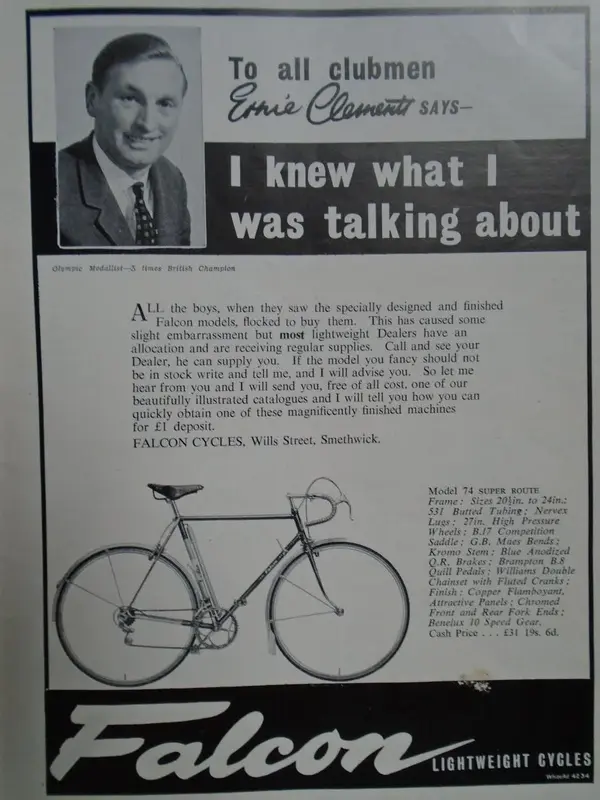 To all clubmen
Ernie Clements SAYS—
I knew what I
was talking about
Olympic Medallist—5 times British Champion
ALL the boys, when they saw the specially designed and finished
Falcon models, flocked to buy them. This has caused some
slight embarrassment but most lightweight Dealers have an
allocation and are receiving regular supplies. Call and see your
Dealer, he can supply you. If the model you fancy should not
be in stock write and tell me, and I will advise you. So let me
hear from you and I will send you, free of all cost, one of our
beautifully illustrated catalogues and I will tell you how you can
quickly obtain one of these magnificently finished machines
for £1 deposit.
FALCON CYCLES, Wills Street, Smethwick.
Model 74 SUPER ROUTE
Frame: Sizes 20½in. to 24in.;
531 Butted Tubing; Nervex
Lugs; 27in. High Pressure
Wheels; B.17 Competition
Saddle; G.B. Maes Bends;
Kromo Stem; Blue Anodized
Q.R. Brakes; Brampton B.8
Quill Pedals; Williams Double
Chainset with Fluted Cranks;
Finish: Copper Flamboyant,
Attractive Panels; Chromed
Front and Rear Fork Ends;
Benelux 10 Speed Gear.
Cash Price . . . £31 19s. 6d.
Falcon LIGHTWEIGHT CYCLES